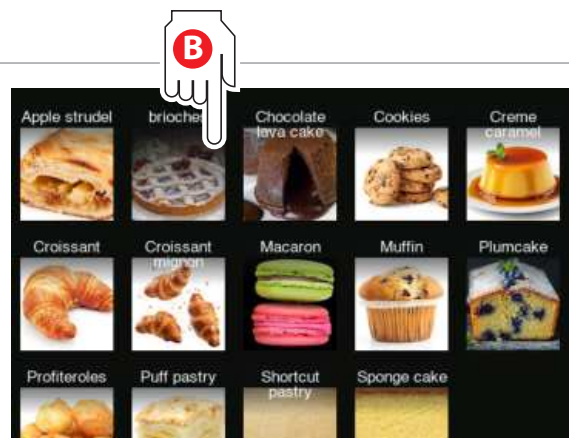 B
Apple strudel
brioches
Chocolate
lava cake
Cookies
Creme
caramel
Croissant
Croissant
mignon
Macaron
Muffin
Plumcake
Profiteroles
Puff pastry
Shortcut
pastry
Sponge cake